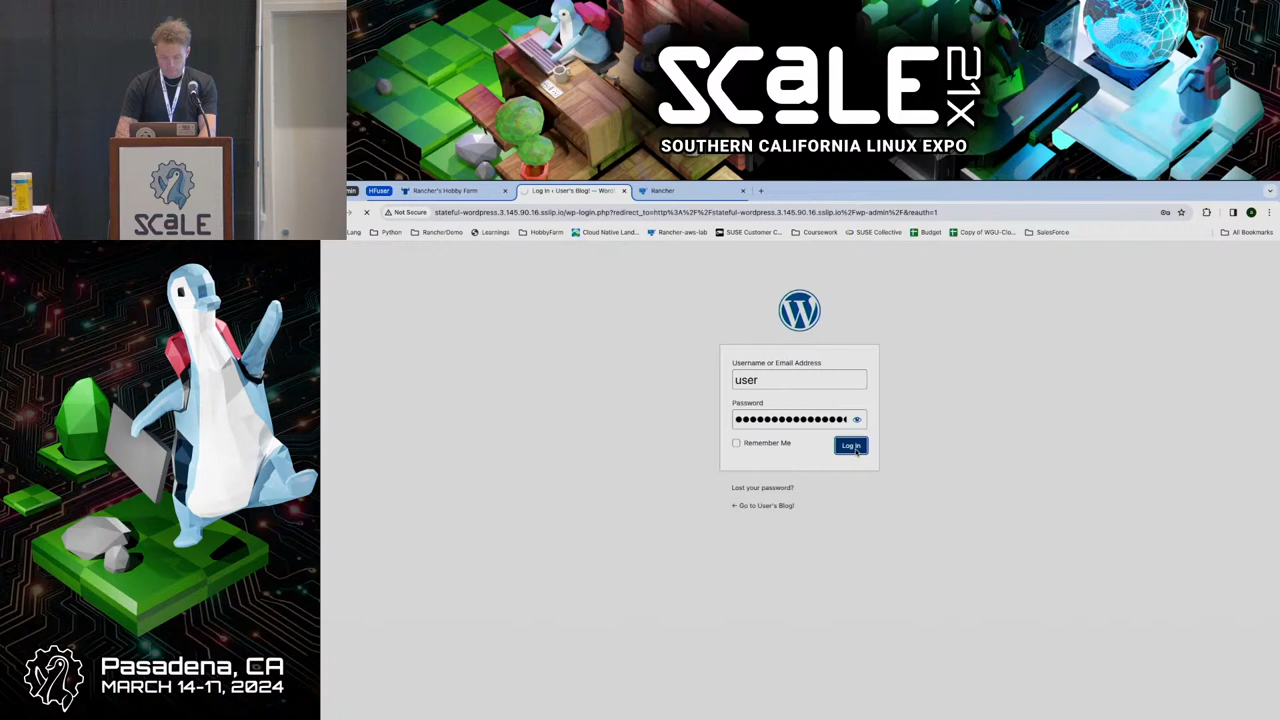 SCaLE 21X
SOUTHERN CALIFORNIA LINUX EXPO
SCALE
min
HFuser
Rancher's Hobby Farm
Log In ‹ User's Blog! — Word
Rancher
Not Secure
stateful-wordpress.3.145.90.16.sslip.io/wp-login.php?redirect_to=http%3A%2F%2Fstateful-wordpress.3.145.90.16.sslip.io%2Fwp-admin%2F&reauth=1
Lang
Python
RancherDemo
Learnings
HobbyFarm
Cloud Native Land...
Rancher-aws-lab
SUSE Customer C...
Coursework
SUSE Collective
Budget
Copy of WGU-Clo...
SalesForce
All Bookmarks
W
Username or Email Address
user
Password
Remember Me
Log In
Lost your password?
← Go to User's Blog!
Pasadena, CA
MARCH 14-17, 2024